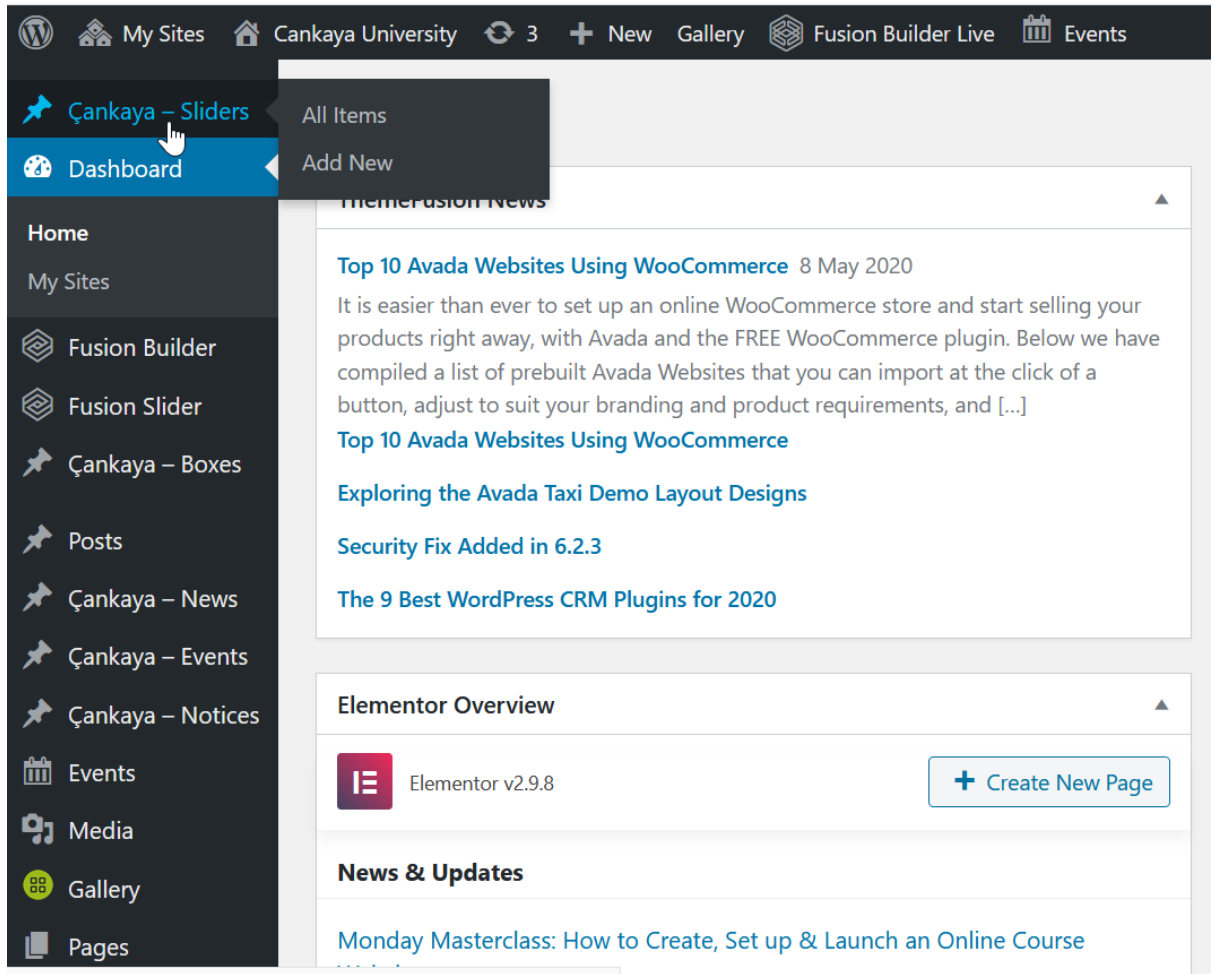 My Sites Cankaya University 3 New Gallery Fusion Builder Live Events
Çankaya – Sliders
All Items
Add New
Dashboard
Home
My Sites
Fusion Builder
Fusion Slider
Çankaya – Boxes
Posts
Çankaya – News
Çankaya – Events
Çankaya – Notices
Events
Media
Gallery
Pages
ThemeFusion News
Top 10 Avada Websites Using WooCommerce 8 May 2020
It is easier than ever to set up an online WooCommerce store and start selling your
products right away, with Avada and the FREE WooCommerce plugin. Below we have
compiled a list of prebuilt Avada Websites that you can import at the click of a
button, adjust to suit your branding and product requirements, and […]
Top 10 Avada Websites Using WooCommerce
Exploring the Avada Taxi Demo Layout Designs
Security Fix Added in 6.2.3
The 9 Best WordPress CRM Plugins for 2020
Elementor Overview
Elementor v2.9.8
Create New Page
News & Updates
Monday Masterclass: How to Create, Set up & Launch an Online Course